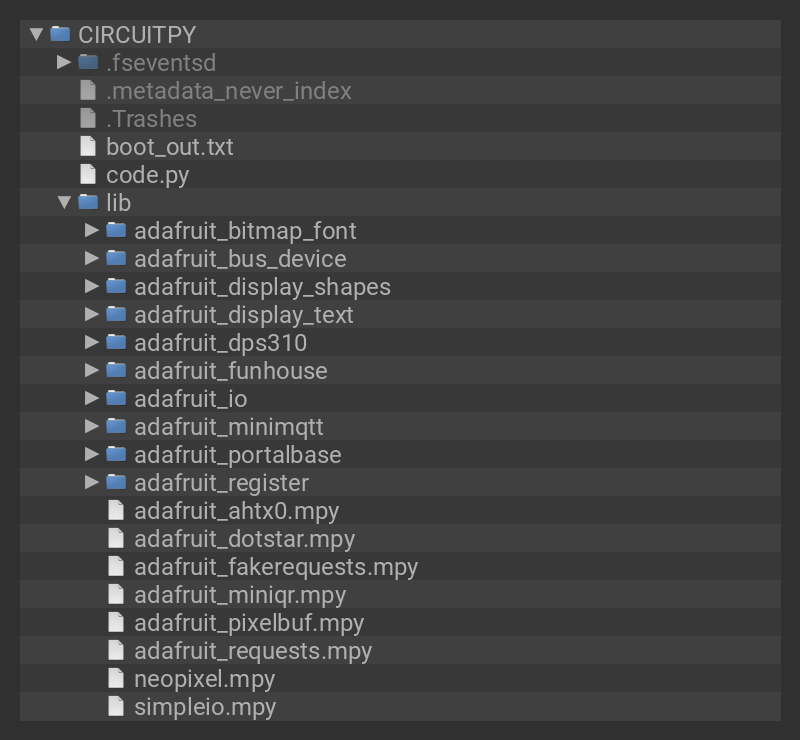 CIRCUITPY
.fseventsd
.metadata_never_index
.Trashes
boot_out.txt
code.py
lib
adafruit_bitmap_font
adafruit_bus_device
adafruit_display_shapes
adafruit_display_text
adafruit_dps310
adafruit_funhouse
adafruit_io
adafruit_minimqtt
adafruit_portalbase
adafruit_register
adafruit_ahtx0.mpy
adafruit_dotstar.mpy
adafruit_fakerequests.mpy
adafruit_miniqr.mpy
adafruit_pixelbuf.mpy
adafruit_requests.mpy
neopixel.mpy
simpleio.mpy